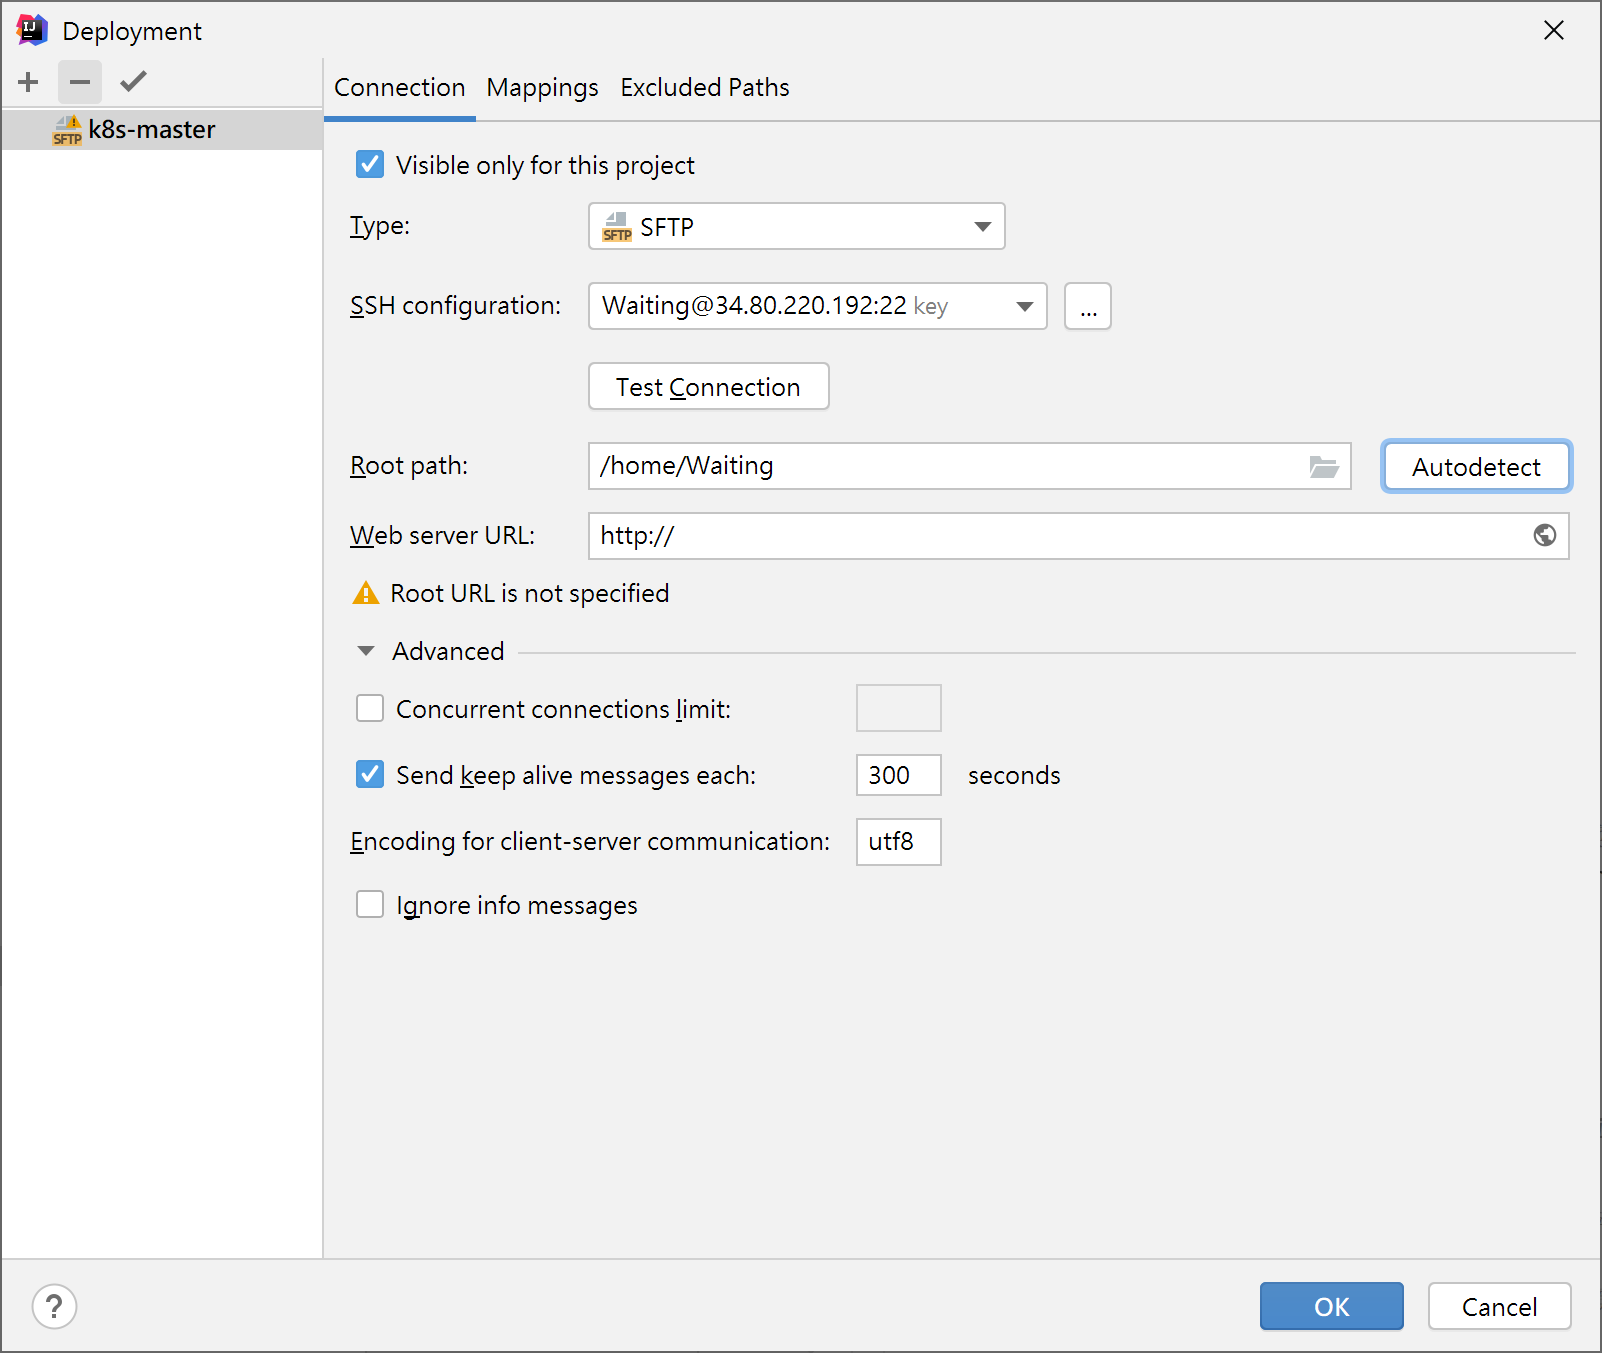 IJ
Deployment
SFTP k8s-master
Connection Mappings Excluded Paths
Visible only for this project
Type: SFTP SFTP
SSH configuration: Waiting@34.80.220.192:22 key ...
Test Connection
Root path: /home/Waiting Autodetect
Web server URL: http://
Root URL is not specified
Advanced
Concurrent connections limit:
Send keep alive messages each: 300 seconds
Encoding for client-server communication: utf8
Ignore info messages
? OK Cancel